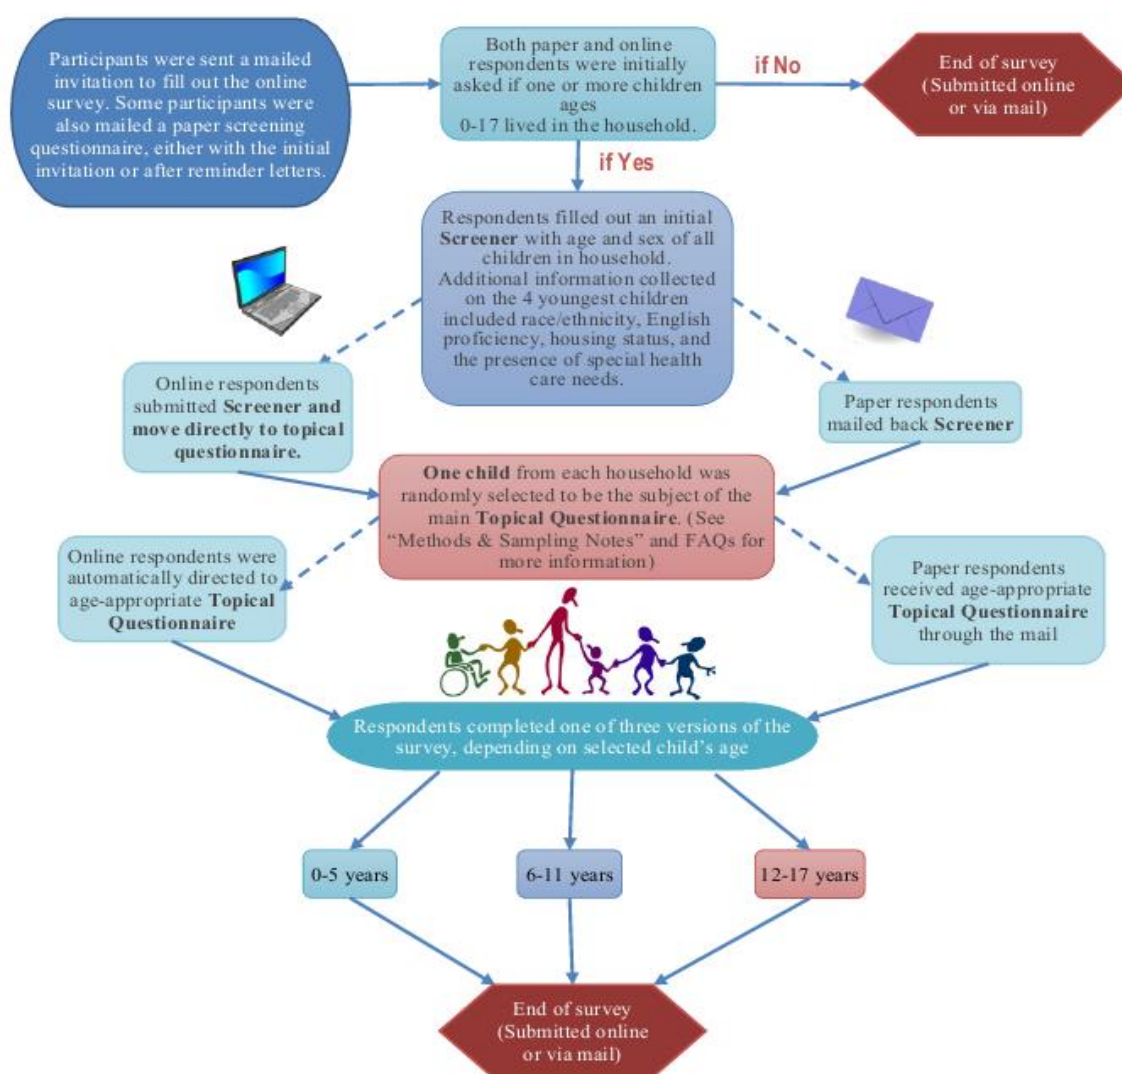 Participants were sent a mailed
invitation to fill out the online
survey. Some participants were
also mailed a paper screening
questionnaire, either with the initial
invitation or after reminder letters.
Both paper and online
respondents were initially
asked if one or more children
ages
0-17 lived in the household.
if No
End of survey
(Submitted online
or via mail)
if Yes
Respondents filled out an initial
Screener with age and sex of all
children in household.
Additional information collected
on the 4 youngest children
included race/ethnicity, English
proficiency, housing status, and
the presence of special health
care needs.
Online respondents
submitted Screener and
move directly to topical
questionnaire.
Paper respondents
mailed back Screener
One child from each household was
randomly selected to be the subject of the
main Topical Questionnaire. (See
“Methods & Sampling Notes” and FAQs for
more information)
Online respondents were
automatically directed to
age-appropriate Topical
Questionnaire
Paper respondents
received age-appropriate
Topical Questionnaire
through the mail
Respondents completed one of three versions of the
survey, depending on selected child’s age
0-5 years
6-11 years
12-17 years
End of survey
(Submitted online
or via mail)